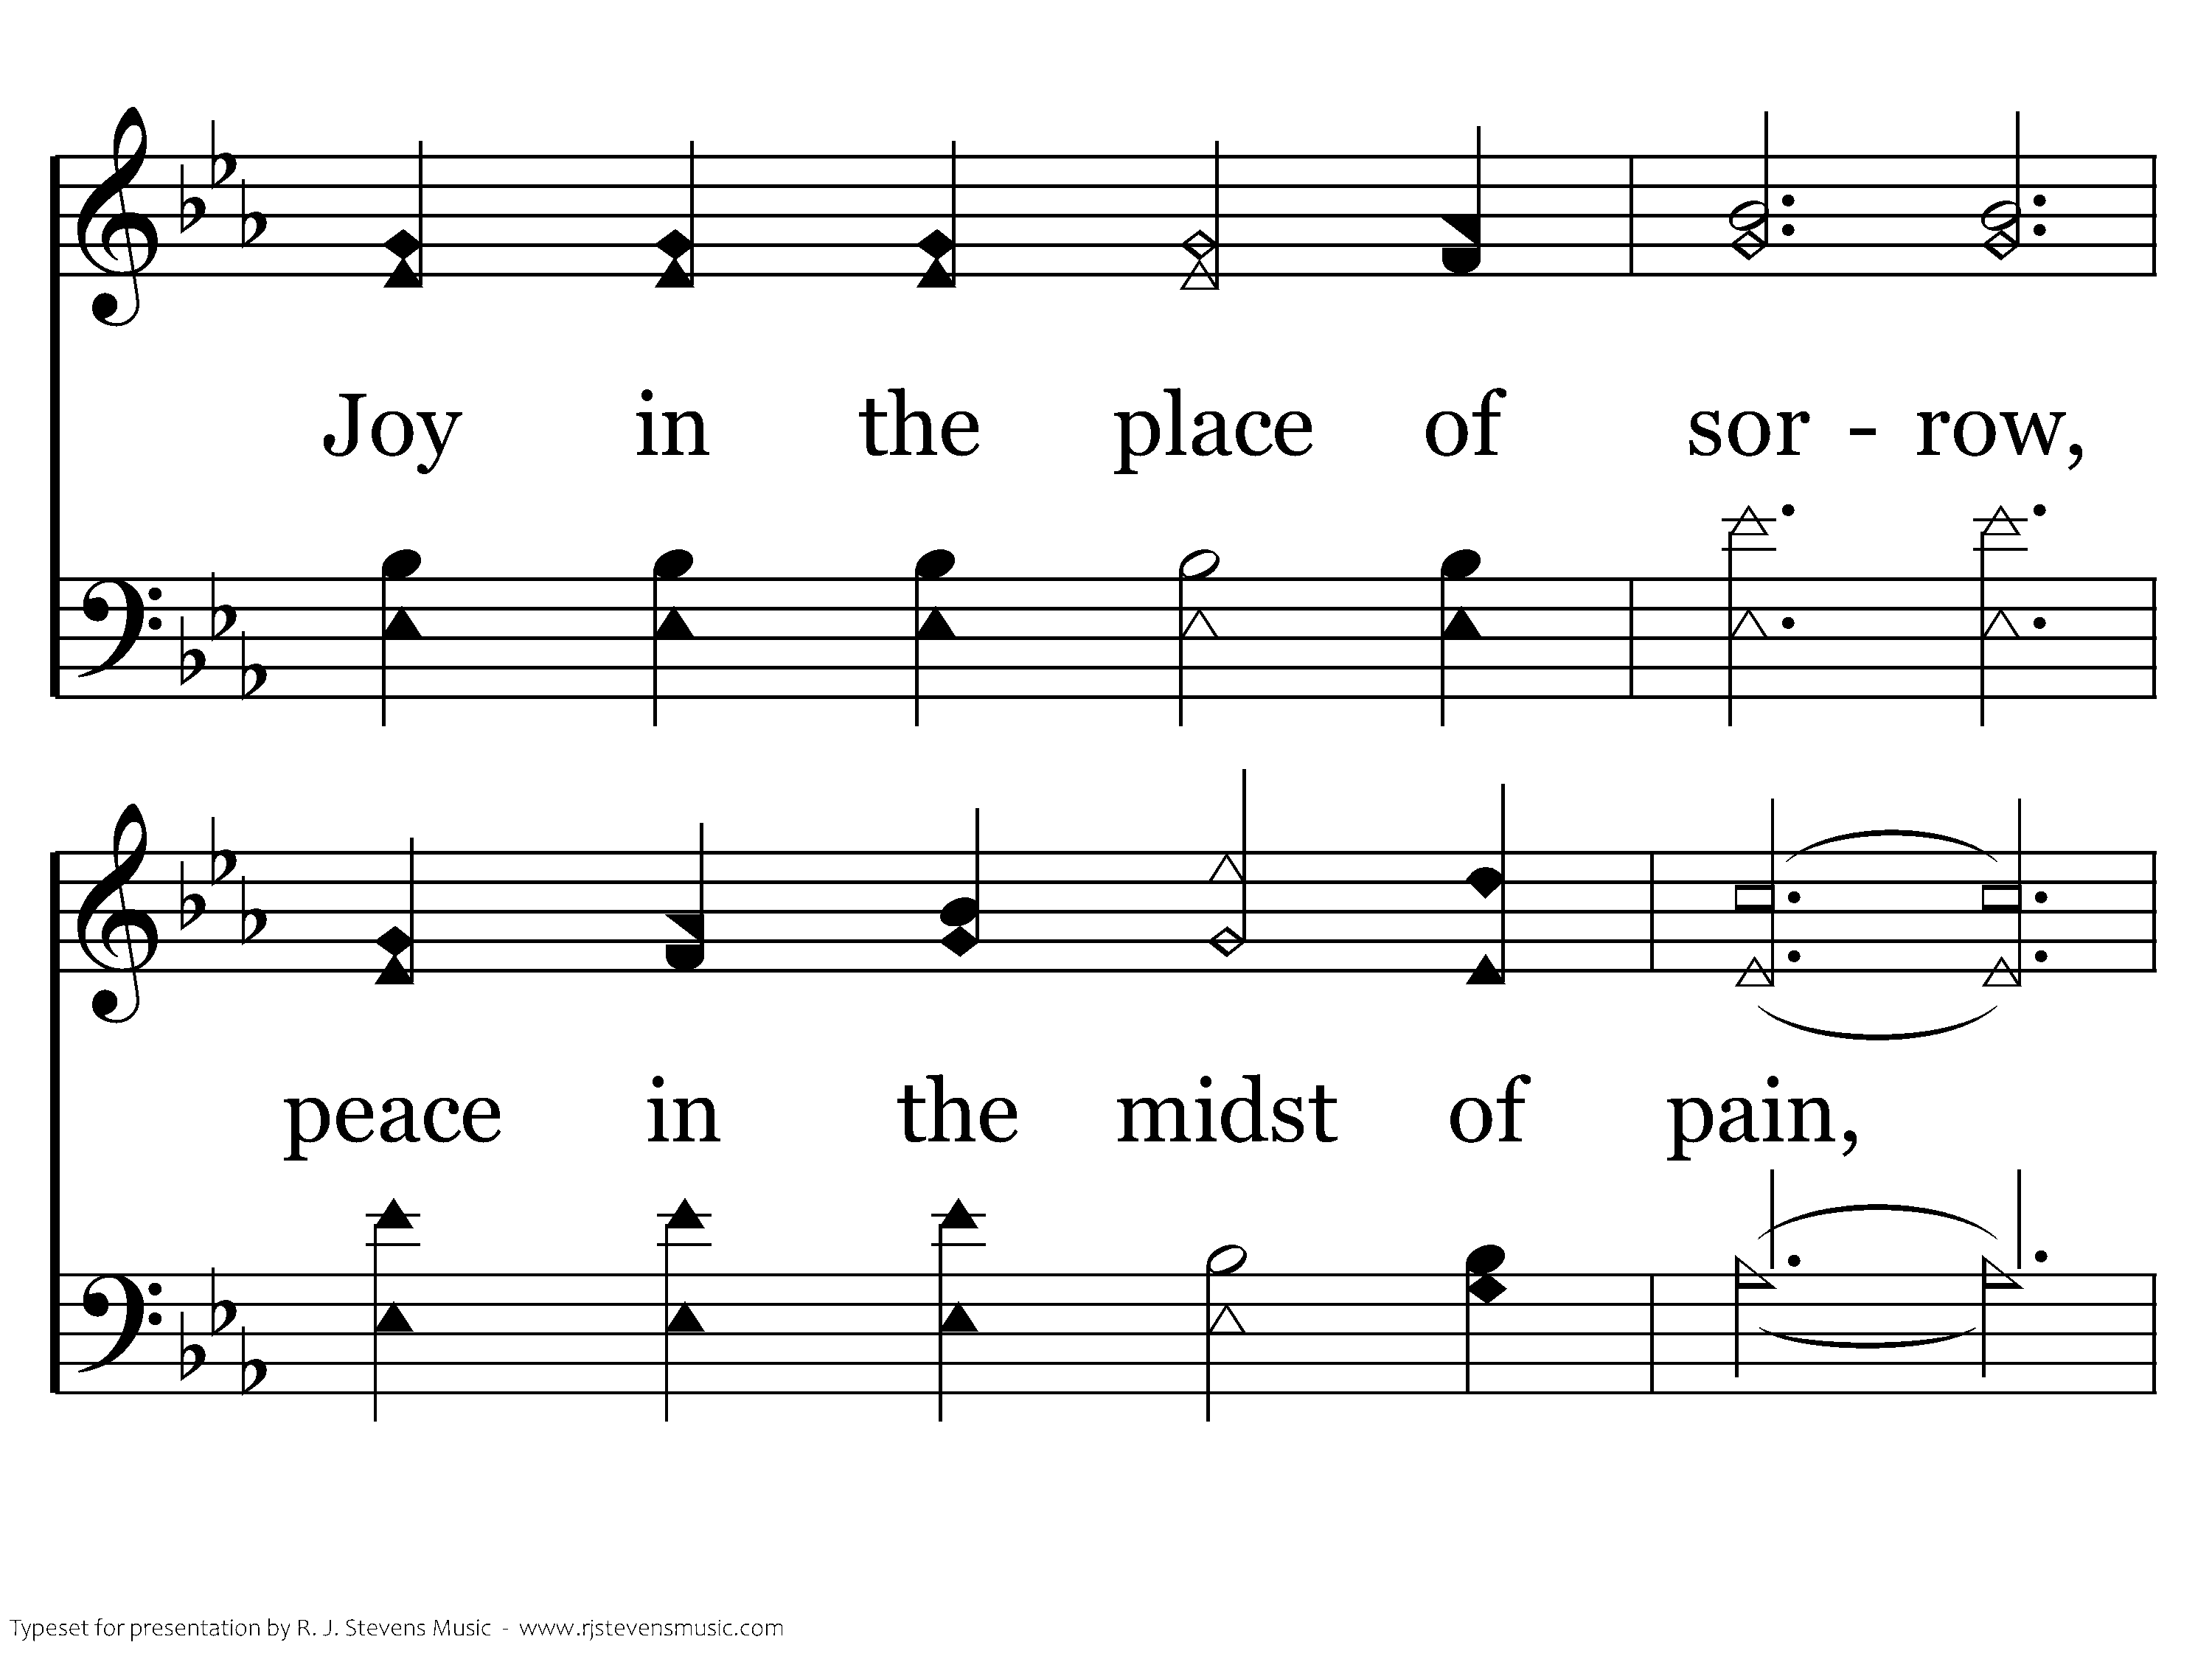 Joy in the place of sor - row,
peace in the midst of pain,
Typeset for presentation by R. J. Stevens Music - www.rjstevensmusic.com